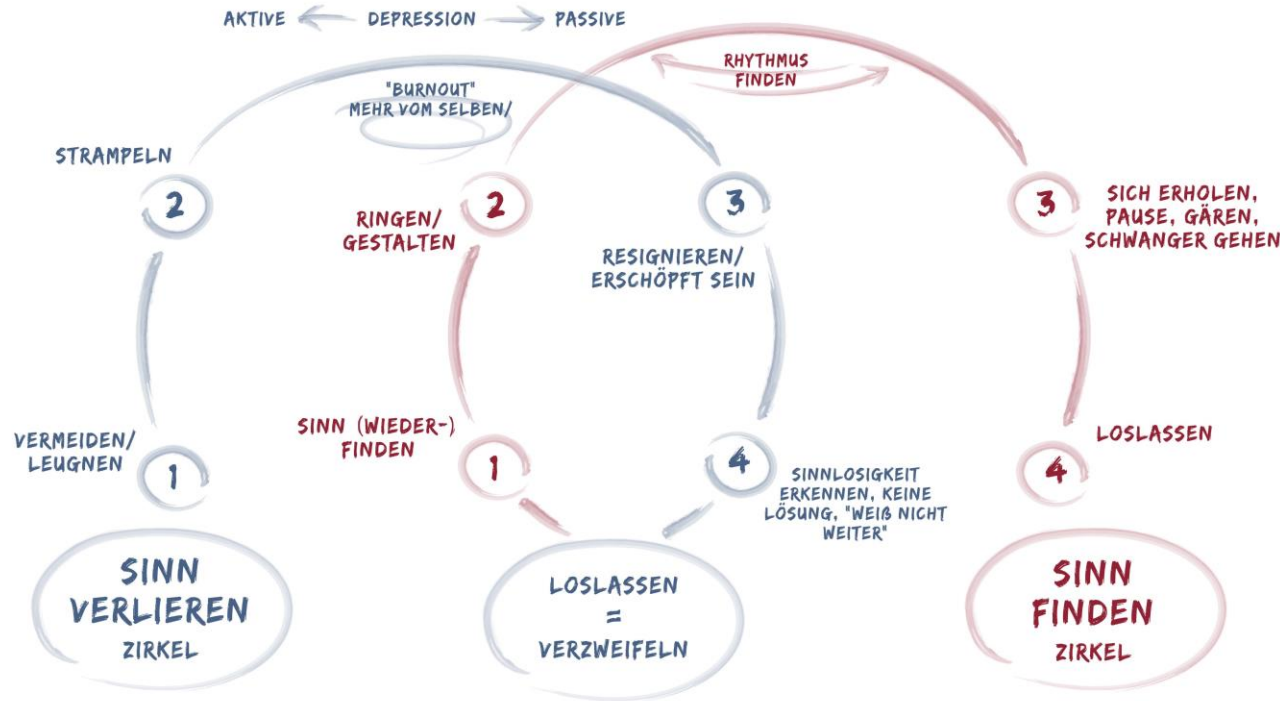 AKTIVE DEPRESSION PASSIVE
RHYTHMUS
FINDEN
"BURNOUT"
MEHR VOM SELBEN/
STRAMPELN
2
RINGEN/
GESTALTEN
2
3
RESIGNIEREN/
ERSCHÖPFT SEIN
3
SICH ERHOLEN,
PAUSE, GÄREN,
SCHWANGER GEHEN
VERMEIDEN/
LEUGNEN
1
SINN (WIEDER-)
FINDEN
1
4
SINNLOSIGKEIT
ERKENNEN, KEINE
LÖSUNG, "WEIß NICHT
WEITER"
4
LOSLASSEN
SINN
VERLIEREN
ZIRKEL
LOSLASSEN
=
VERZWEIFELN
SINN
FINDEN
ZIRKEL